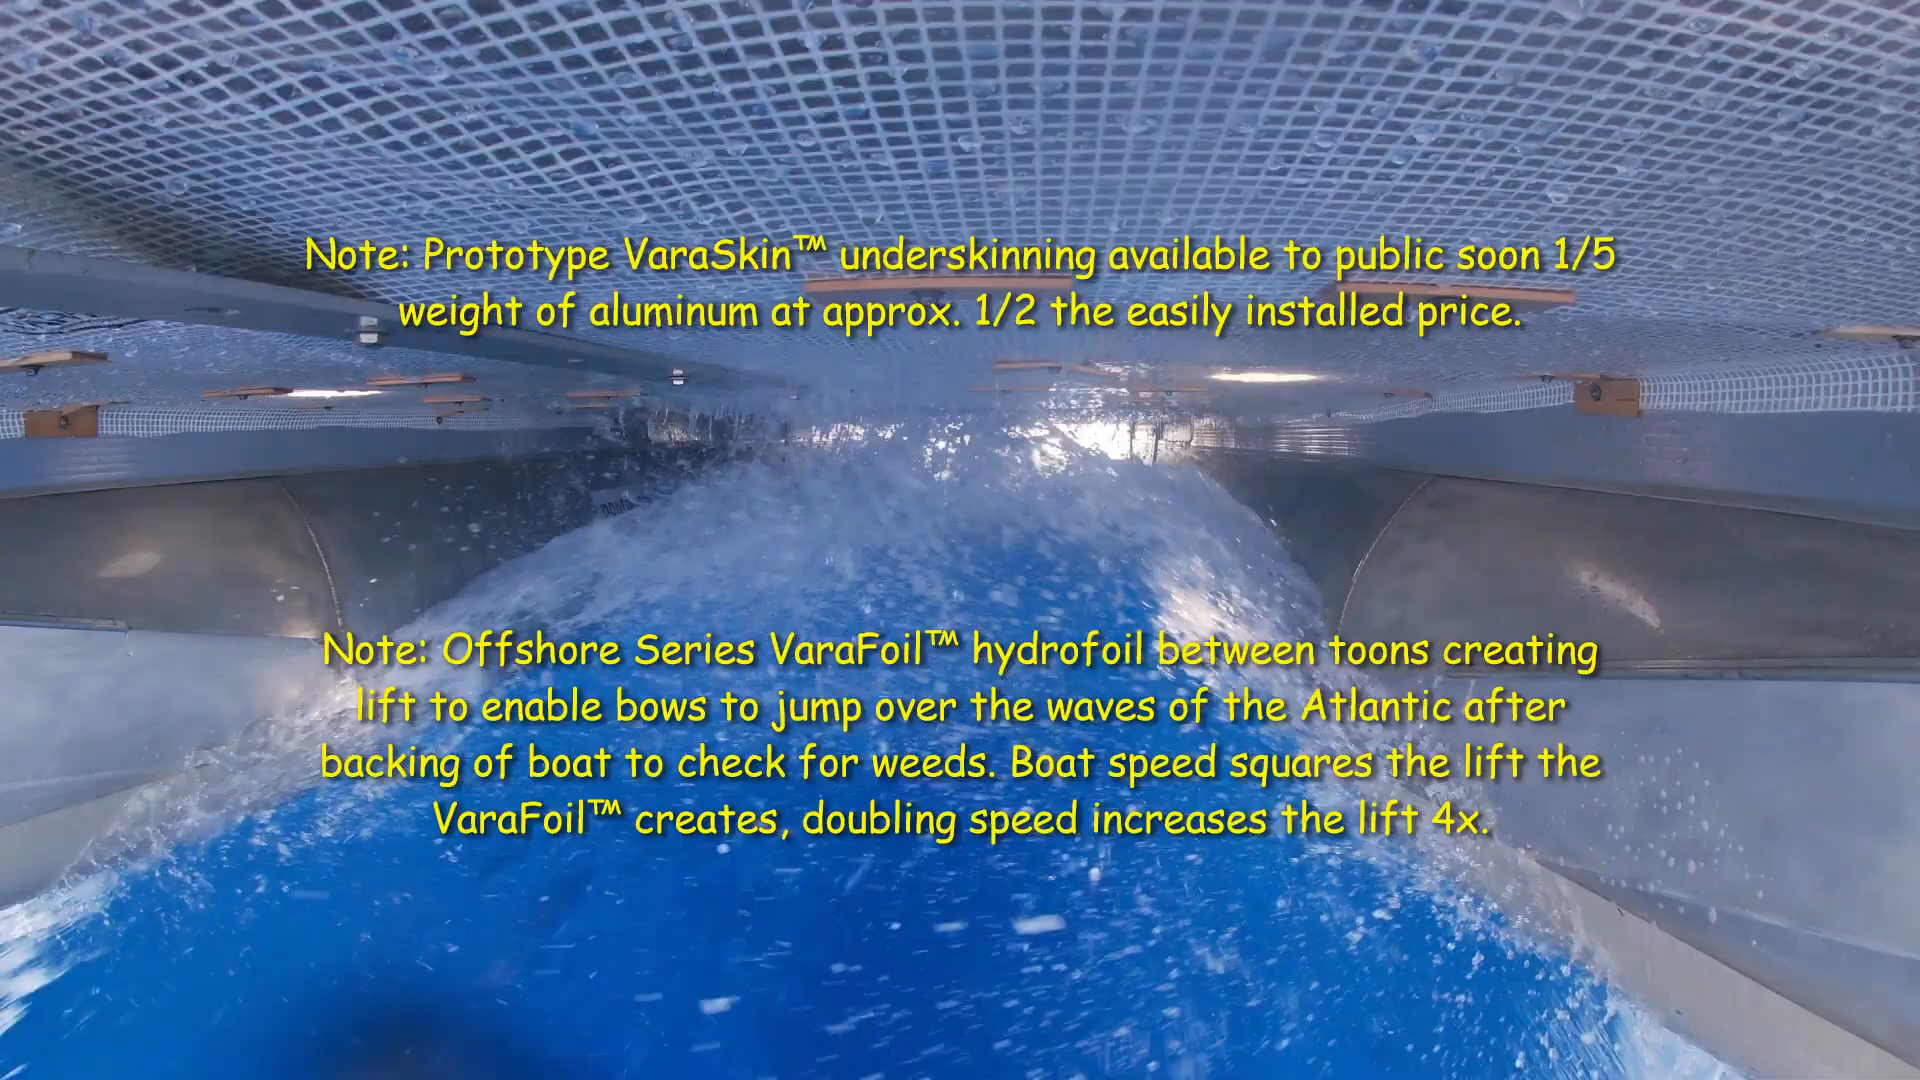 Note: Prototype VaraSkin™ underskinning available to public soon 1/5
weight of aluminum at approx. 1/2 the easily installed price.
Note: Offshore Series VaraFoil™ hydrofoil between toons creating
lift to enable bows to jump over the waves of the Atlantic after
backing of boat to check for weeds. Boat speed squares the lift the
VaraFoil™ creates, doubling speed increases the lift 4x.